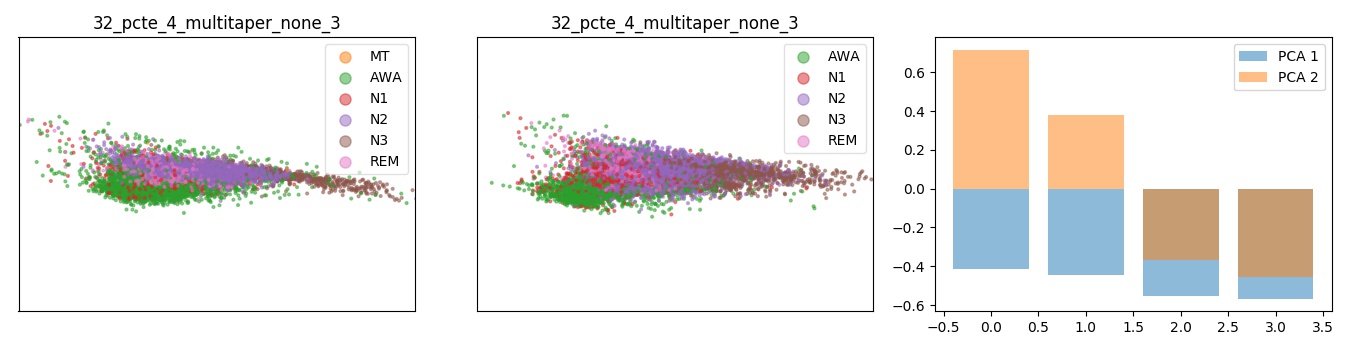 32_pcte_4_multitaper_none_3
MT
AWA
N1
N2
N3
REM
32_pcte_4_multitaper_none_3
AWA
N1
N2
N3
REM
PCA 1
PCA 2
0.6
0.4
0.2
0.0
−0.2
−0.4
−0.6
−0.5 0.0 0.5 1.0 1.5 2.0 2.5 3.0 3.5